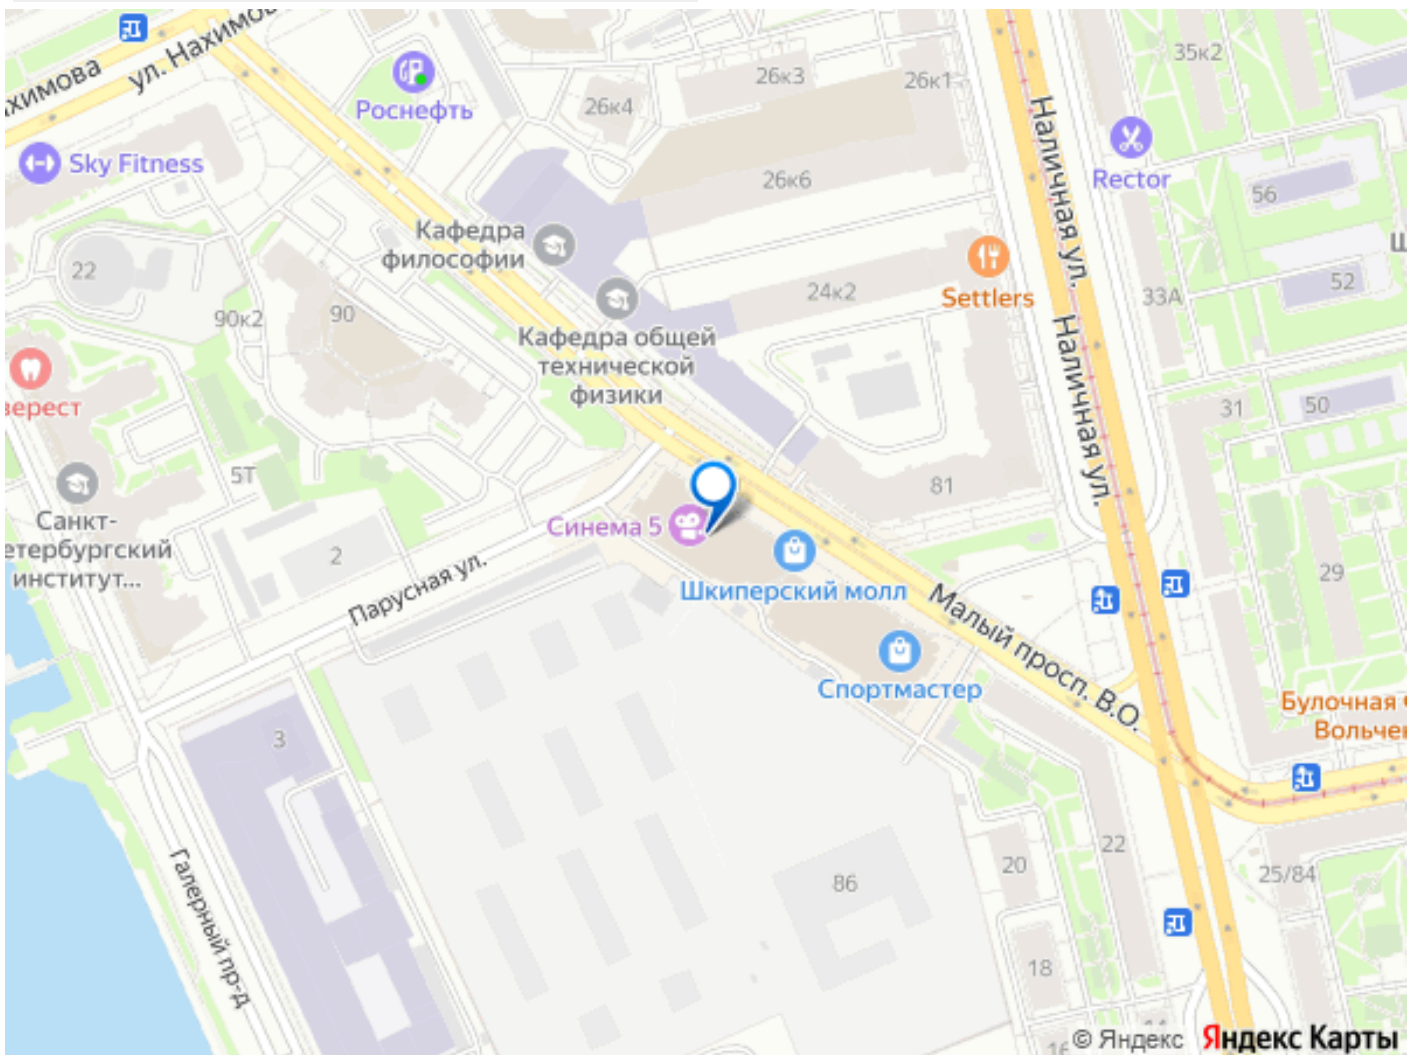 ул. Нахимова
Роснефть
26к3
26к1
26к4
35к2
Наличная ул.
Sky Fitness
Rector
26к6
56
Кафедра
философии
22
90к2
90
24к2
Settlers
33А
52
Кафедра общей
технической
физики
Наличная ул.
31
50
5Т
81
Санкт-
институт...
Синема 5
2
Парусная ул.
Шкиперский молл
29
Малый просп. В.О.
Спортмастер
Булочная
3
22
20
86
25/84
Галерный пр-д
18
16
© Яндекс
Яндекс Карты